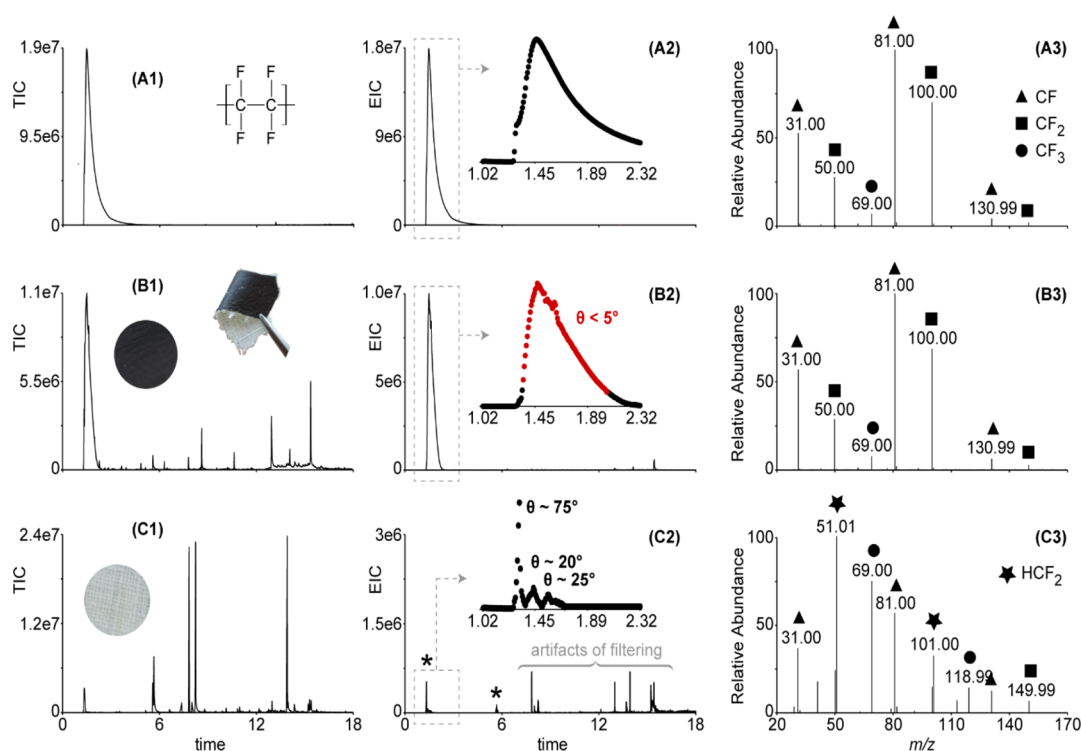 1.9e7
TIC
9.5e6
0
(A1)
F F
C C
F F
1.8e7
EIC
9e6
0
(A2)
1.02 1.45 1.89 2.32
100
Relative Abundance
50
0
(A3)
81.00
100.00
31.00
50.00
69.00
130.99
CF
CF2
CF3
1.1e7
TIC
5.5e6
0
(B1)
1.0e7
EIC
5e6
0
(B2)
θ < 5°
1.02 1.45 1.89 2.32
100
Relative Abundance
50
0
(B3)
81.00
100.00
31.00
50.00
69.00
130.99
2.4e7
TIC
1.2e7
0
(C1)
0 6 12 18
time
3e6
EIC
1.5e6
0
(C2)
θ ~ 75°
θ ~ 20°
θ ~ 25°
1.02 1.45 1.89 2.32
artifacts of filtering
*
*
0 6 12 18
time
100
Relative Abundance
50
0
(C3)
51.01
69.00
81.00
31.00
101.00
118.99
149.99
HCF2
20 50 80 110 140 170
m/z